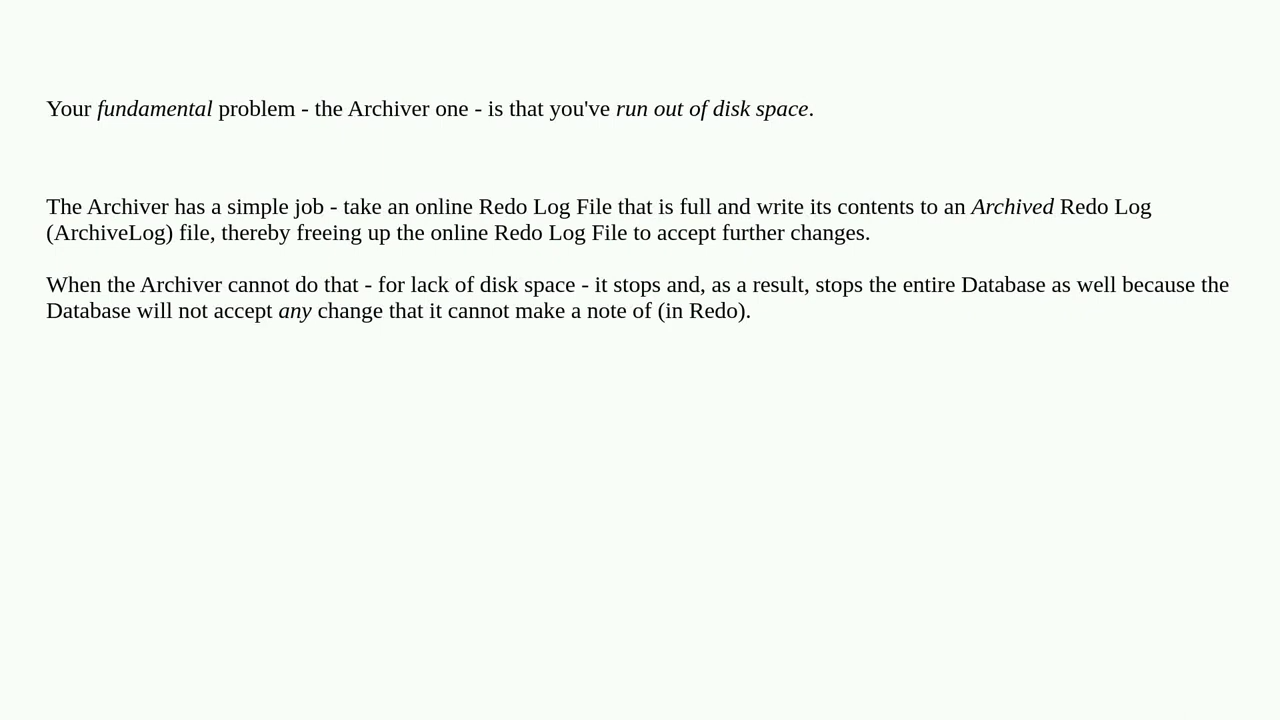 Your fundamental problem - the Archiver one - is that you've run out of disk space.
The Archiver has a simple job - take an online Redo Log File that is full and write its contents to an Archived Redo Log
(ArchiveLog) file, thereby freeing up the online Redo Log File to accept further changes.
When the Archiver cannot do that - for lack of disk space - it stops and, as a result, stops the entire Database as well because the
Database will not accept any change that it cannot make a note of (in Redo).